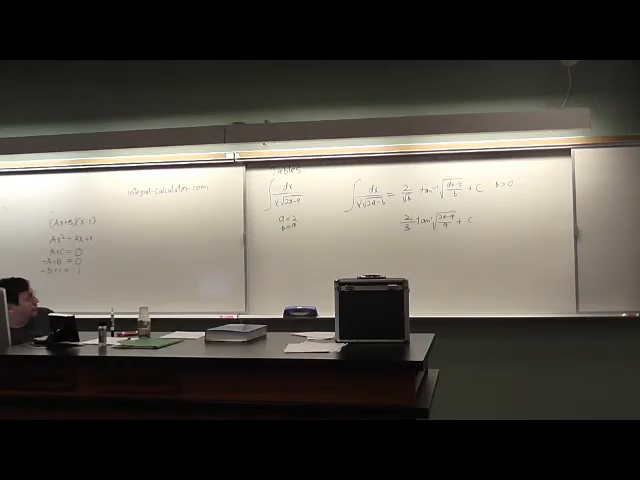 integral-calculator.com
(Ax+B)(x-1)
Ax² - Ax +
A+C = 0
-A+B = 0
-B+C = 1
Tables
∫ dx / x√2x-9
a=2
b=9
∫ dx / x√ax-b = 2/√b tan⁻¹ √(ax-b)/b + C b>0
2/3 tan⁻¹ √(2x-9)/9 + C